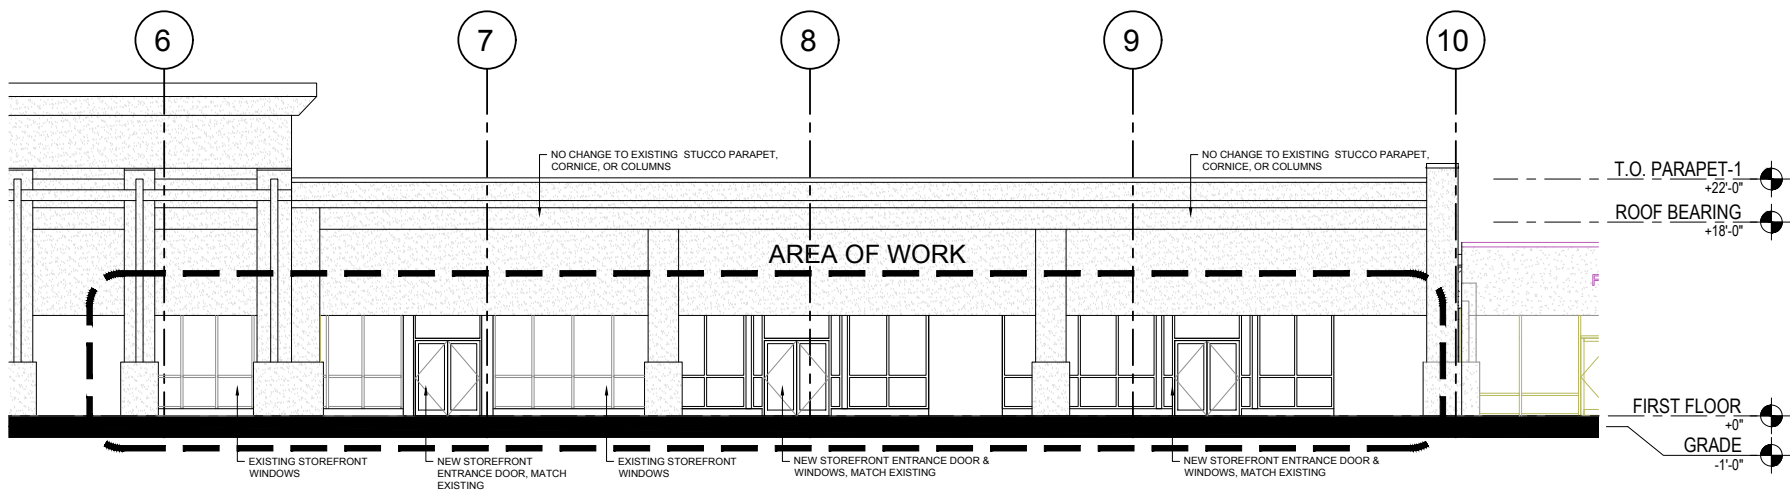 6 7 8 9 10
NO CHANGE TO EXISTING STUCCO PARAPET,
CORNICE, OR COLUMNS
NO CHANGE TO EXISTING STUCCO PARAPET,
CORNICE, OR COLUMNS
T.O. PARAPET-1
+22'-0"
ROOF BEARING
+18'-0"
AREA OF WORK
FIRST FLOOR
+0"
GRADE
-1'-0"
EXISTING STOREFRONT
WINDOWS
NEW STOREFRONT
ENTRANCE DOOR, MATCH
EXISTING
EXISTING STOREFRONT
WINDOWS
NEW STOREFRONT ENTRANCE DOOR &
WINDOWS, MATCH EXISTING
NEW STOREFRONT ENTRANCE DOOR &
WINDOWS, MATCH EXISTING